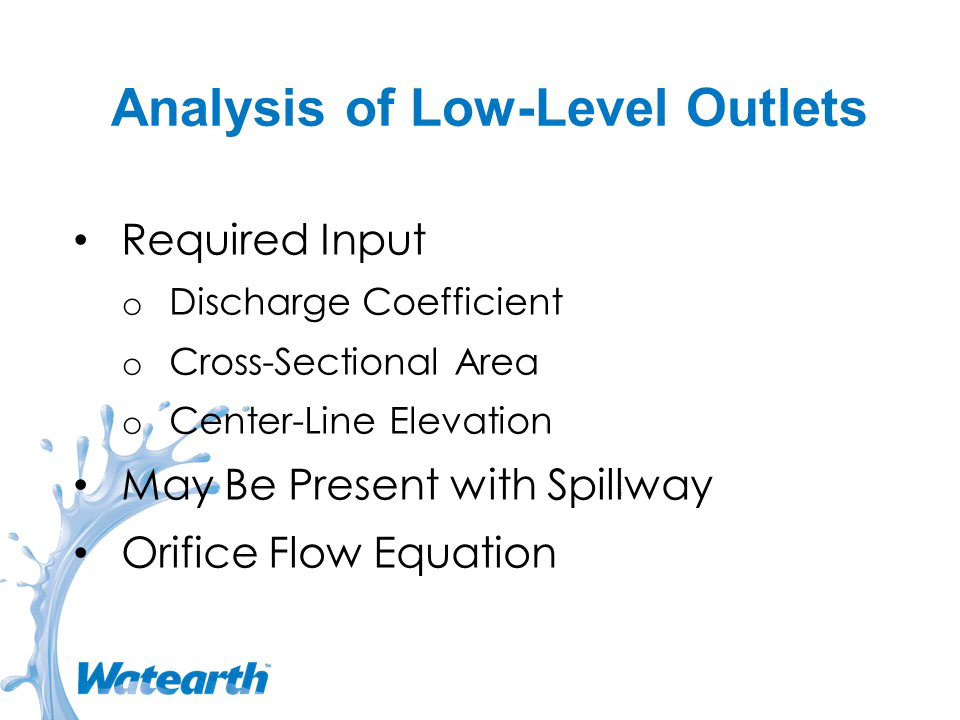 Analysis of Low-Level Outlets
• Required Input
o Discharge Coefficient
o Cross-Sectional Area
o Center-Line Elevation
• May Be Present with Spillway
• Orifice Flow Equation
Watearth™